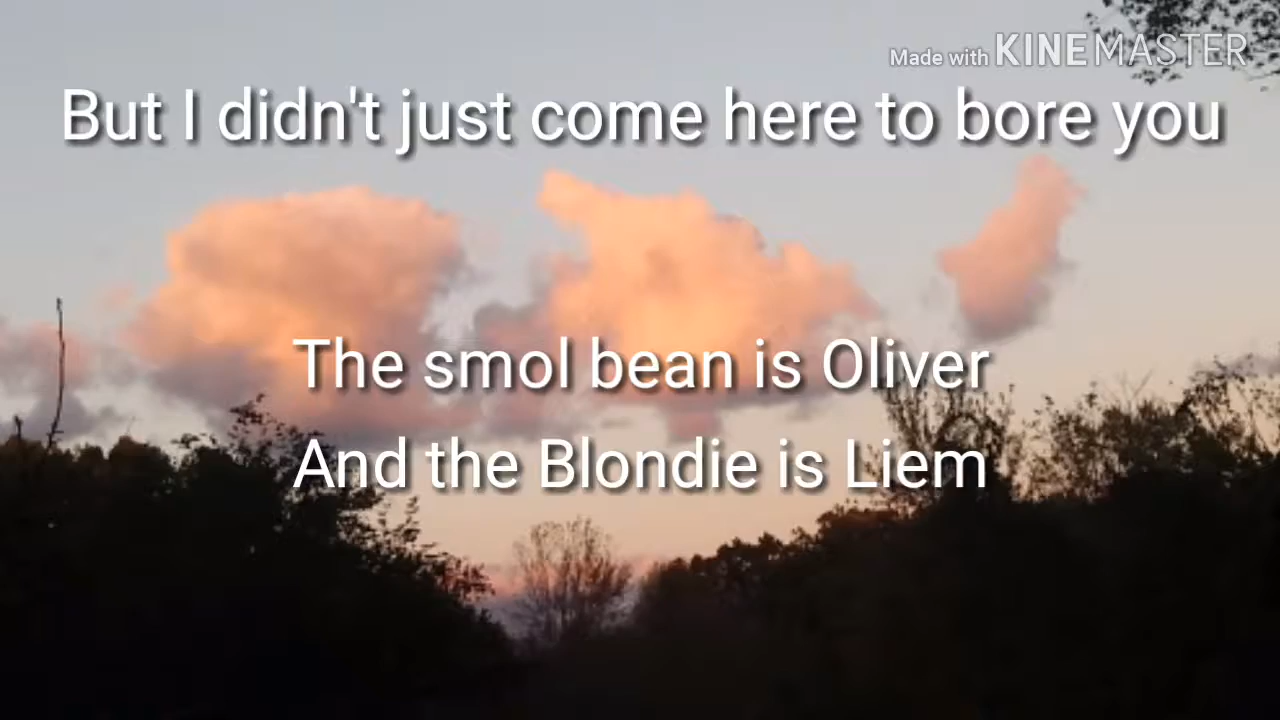 Made with KINEMASTER
But I didn't just come here to bore you
The smol bean is Oliver
And the Blondie is Liem